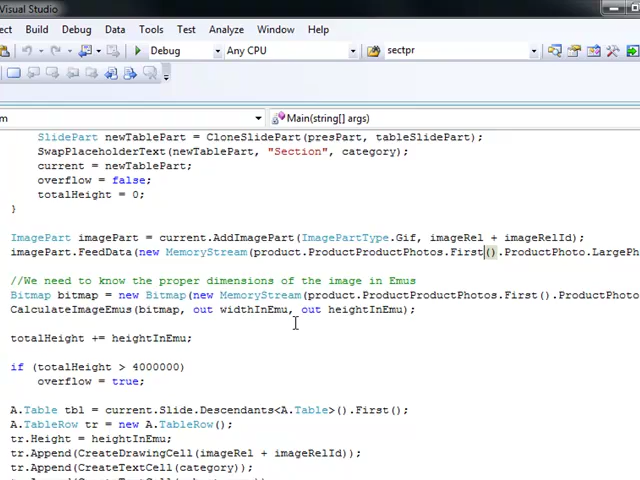 Visual Studio
ect Build Debug Data Tools Test Analyze Window Help
Debug Any CPU sectpr
m Main(string[] args)
SlidePart newTablePart = CloneSlidePart(presPart, tableSlidePart);
SwapPlaceholderText(newTablePart, "Section", category);
current = newTablePart;
overflow = false;
totalHeight = 0;
}
ImagePart imagePart = current.AddImagePart(ImagePartType.Gif, imageRel + imageRelId);
imagePart.FeedData(new MemoryStream(product.ProductProductPhotos.First().ProductPhoto.LargePh
//We need to know the proper dimensions of the image in Emus
Bitmap bitmap = new Bitmap(new MemoryStream(product.ProductProductPhotos.First().ProductPhoto
CalculateImageEmus(bitmap, out widthInEmu, out heightInEmu);
totalHeight += heightInEmu;
if (totalHeight > 4000000)
overflow = true;
A.Table tbl = current.Slide.Descendants<A.Table>().First();
A.TableRow tr = new A.TableRow();
tr.Height = heightInEmu;
tr.Append(CreateDrawingCell(imageRel + imageRelId));
tr.Append(CreateTextCell(category));